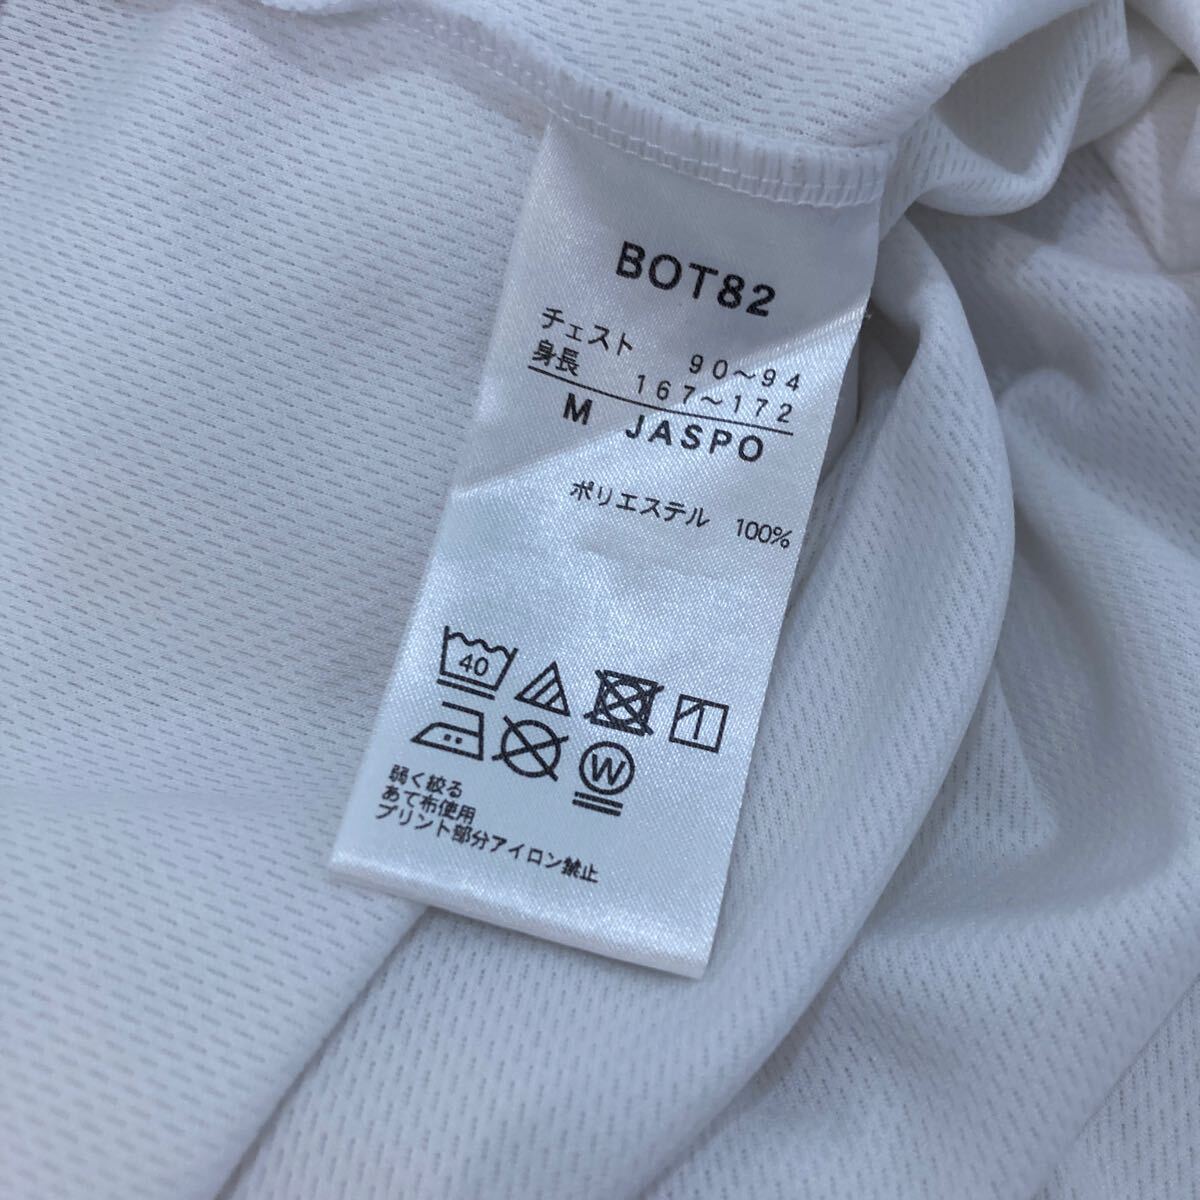 BOT82
チェスト 90～94
身長 167～172
M JASPO
ポリエステル 100%
40
W
弱く絞る
あて布使用
プリント部分アイロン禁止